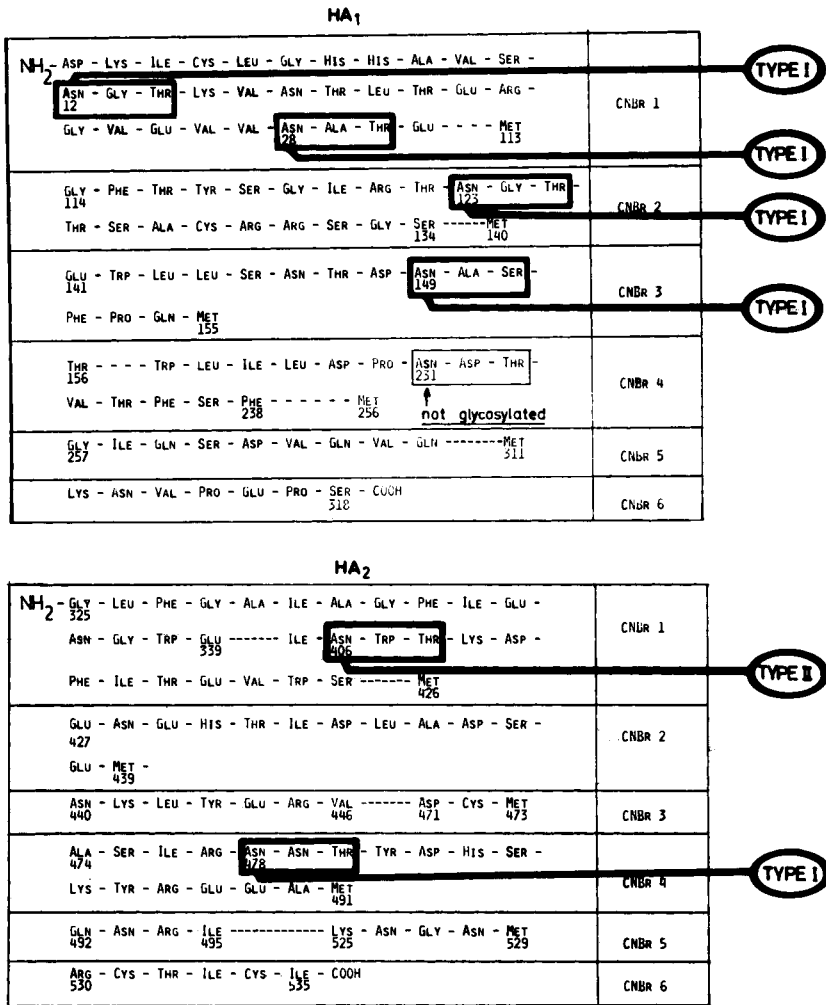 HA1
NH2- ASP - LYS - ILE - CYS - LEU - GLY - HIS - HIS - ALA - VAL - SER -
TYPE I
ASN - GLY - THR - LYS - VAL - ASN - THR - LEU - THR - GLU - ARG -
12
CNBR 1
GLY - VAL - GLU - VAL - VAL - ASN - ALA - THR - GLU - - - - MET
28 113
TYPE I
GLY - PHE - THR - TYR - SER - GLY - ILE - ARG - THR - ASN - GLY - THR -
114 123
CNBR 2
TYPE I
THR - SER - ALA - CYS - ARG - ARG - SER - GLY - SER ------MET
134 140
GLU - TRP - LEU - LEU - SER - ASN - THR - ASP - ASN - ALA - SER -
141 149
CNBR 3
TYPE I
PHE - PRO - GLN - MET
155
THR - - - - TRP - LEU - ILE - LEU - ASP - PRO - ASN - ASP - THR -
156 231
CNBR 4
VAL - THR - PHE - SER - PHE - - - - - - MET
238 256
not glycosylated
GLY - ILE - GLN - SER - ASP - VAL - GLN - VAL - GLN --------MET
257 311
CNBR 5
LYS - ASN - VAL - PRO - GLU - PRO - SER - COOH
318
CNBR 6
HA2
NH2- GLY - LEU - PHE - GLY - ALA - ILE - ALA - GLY - PHE - ILE - GLU -
325
CNBR 1
ASN - GLY - TRP - GLU ------- ILE - ASN - TRP - THR - LYS - ASP -
339 406
TYPE II
PHE - ILE - THR - GLU - VAL - TRP - SER ------- MET
426
GLU - ASN - GLU - HIS - THR - ILE - ASP - LEU - ALA - ASP - SER -
427
CNBR 2
GLU - MET -
439
ASN - LYS - LEU - TYR - GLU - ARG - VAL ------- ASP - CYS - MET
440 446 471 473
CNBR 3
ALA - SER - ILE - ARG - ASN - ASN - THR - TYR - ASP - HIS - SER -
474 478
CNBR 4
TYPE I
LYS - TYR - ARG - GLU - GLU - ALA - MET
491
GLN - ASN - ARG - ILE ------------ LYS - ASN - GLY - ASN - MET
492 495 525 529
CNBR 5
ARG - CYS - THR - ILE - CYS - ILE - COOH
530 535
CNBR 6